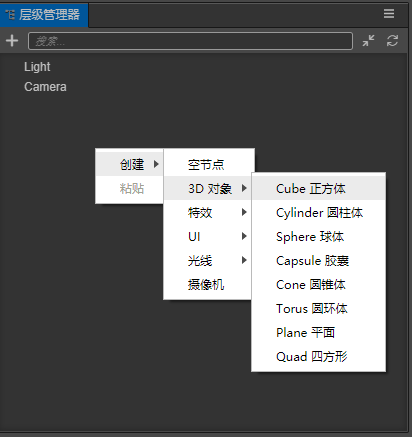 层级管理器
搜索...
Light
Camera
创建
粘贴
空节点
3D 对象
特效
UI
光线
摄像机
Cube 正方体
Cylinder 圆柱体
Sphere 球体
Capsule 胶囊
Cone 圆锥体
Torus 圆环体
Plane 平面
Quad 四方形